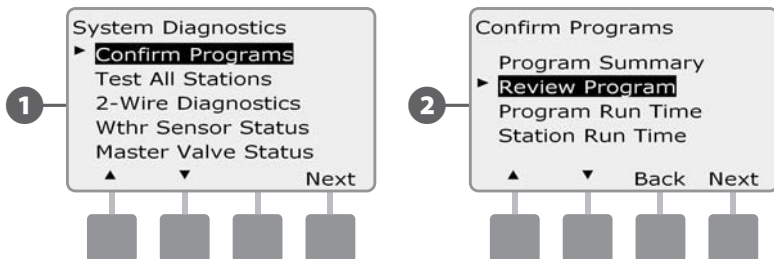 System Diagnostics
Confirm Programs
Test All Stations
2-Wire Diagnostics
Wthr Sensor Status
Master Valve Status
Next
1
Confirm Programs
Program Summary
Review Program
Program Run Time
Station Run Time
Back Next
2